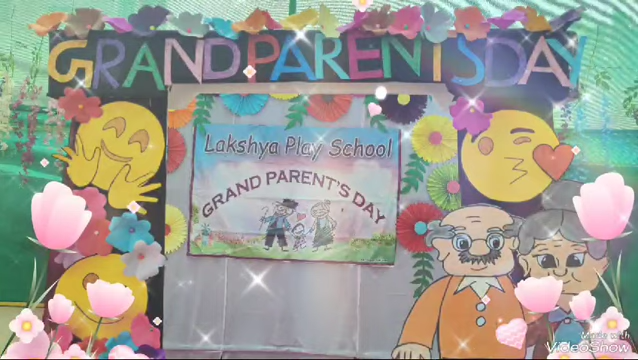 GRANDPARENTSDAY
Lakshya Play School
GRAND PARENT'S DAY
Made with
VideoShow